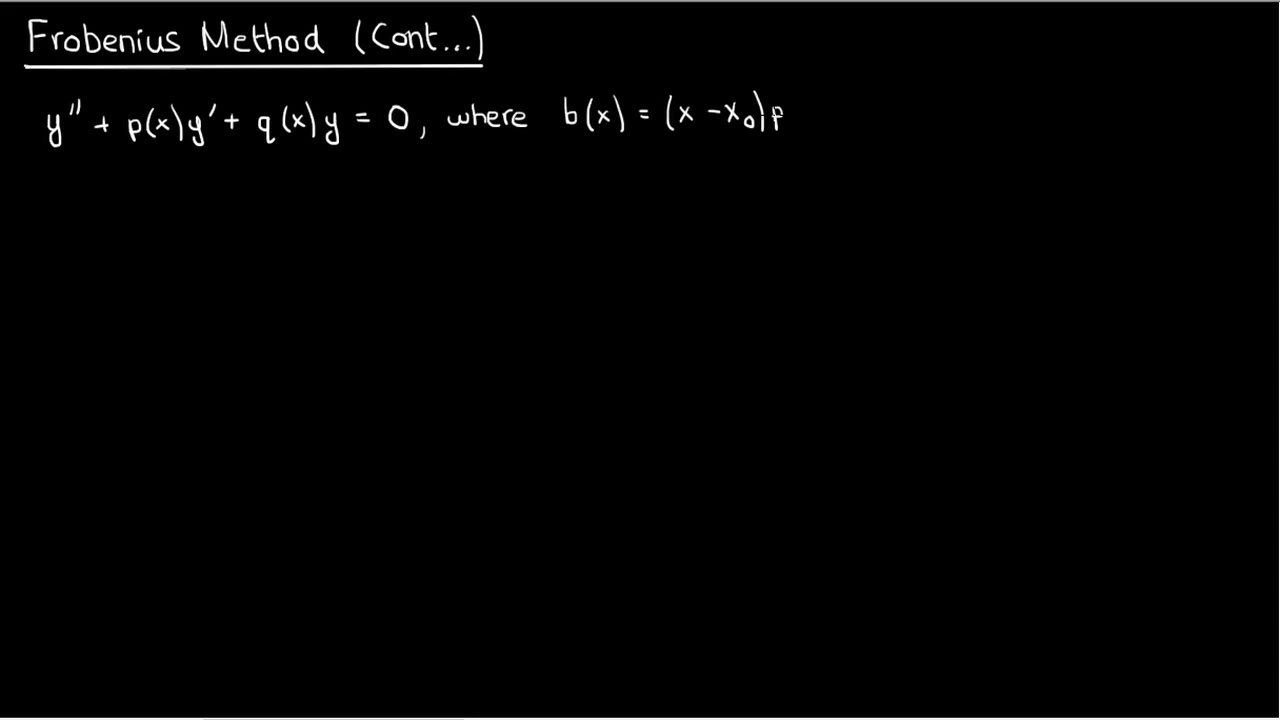 Frobenius Method (Cont...)
y'' + p(x)y' + q(x)y = 0, where b(x) = (x - x₀)p